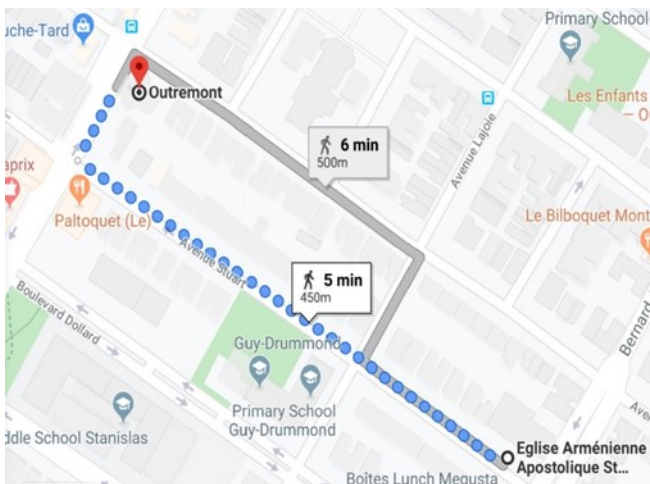 Primary School
uche-Tard
Outremont
Les Enfants
6 min
500m
Avenue Lajoie
aprix
Paltoquet (Le)
Le Bilboquet Mont
Avenue Stuart
5 min
450m
Boulevard Dollard
Guy-Drummond
Bernard
Primary School
Guy-Drummond
Ave
ddle School Stanislas
Eglise Arménienne
Apostolique St...
Boîtes Lunch Megusta